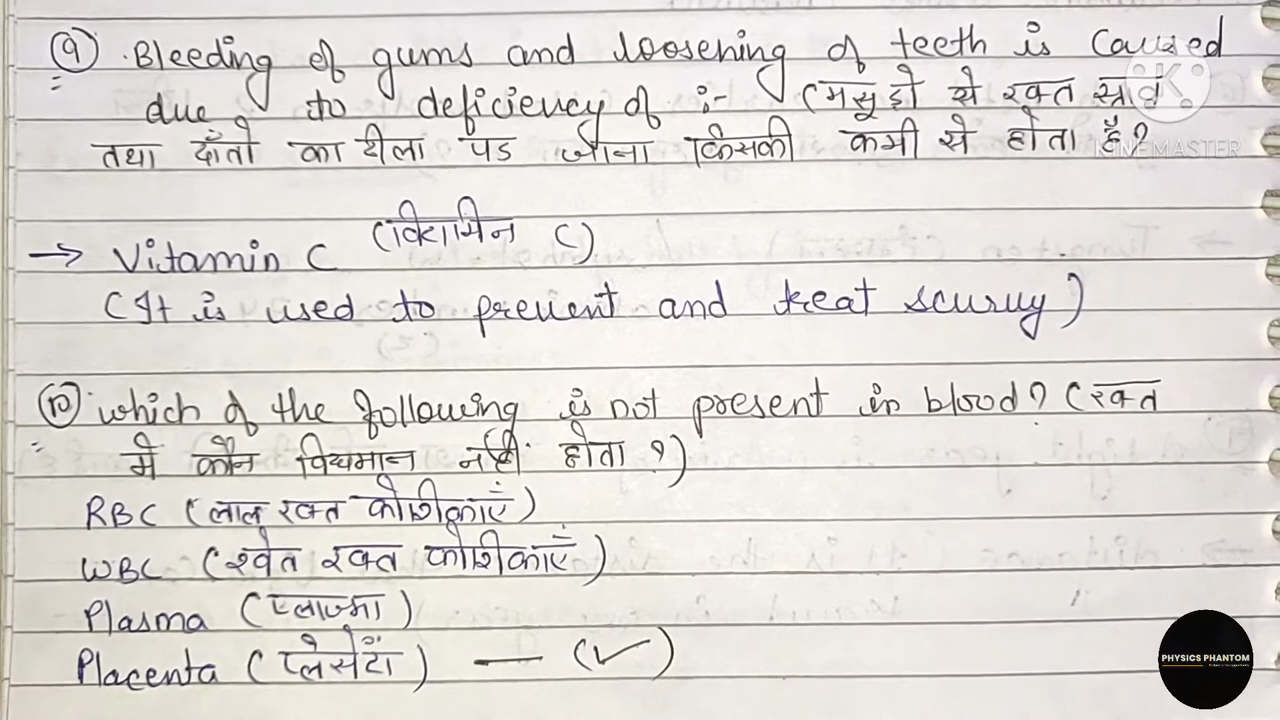 ⑨ Bleeding of gums and loosening of teeth is caused
due to deficiency of :- (मसूड़ो से रक्त स्त्राव
तथा दाँतो का ढीला पड जाना किसकी कमी से होता है?
KINEMASTER
→ Vitamin C (विटामिन C)
(It is used to prevent and treat scurvy)
⑩ which of the following is not present in blood? (रक्त
मे कौन विद्यमान नही होता ?)
RBC (लाल रक्त कोशिकाएँ)
WBC (श्वेत रक्त कोशिकाएँ)
Plasma (प्लाज्मा)
Placenta (प्लेसेंटा) — (✓)
PHYSICS PHANTOM